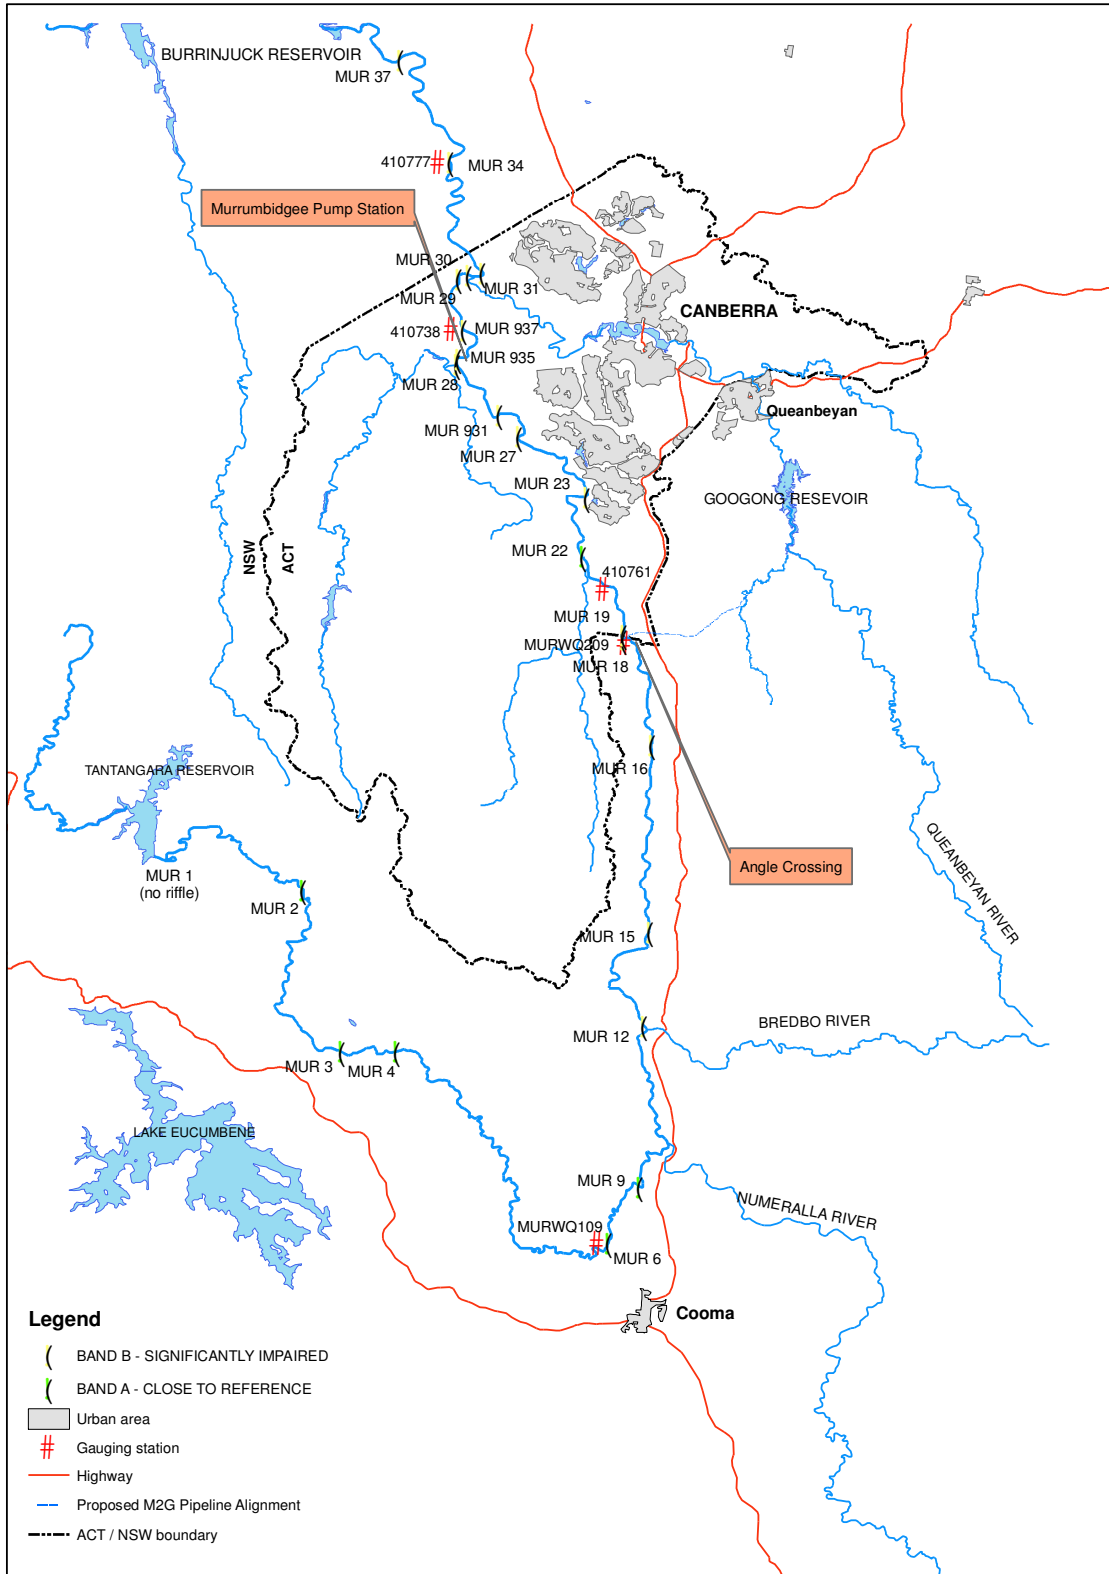 BURRINJUCK RESERVOIR
MUR 37
410777
MUR 34
Murrumbidgee Pump Station
MUR 30
MUR 31
MUR 29
CANBERRA
410738
MUR 937
MUR 935
MUR 28
Queanbeyan
MUR 931
MUR 27
MUR 23
GOOGONG RESEVOIR
NSW
ACT
MUR 22
410761
MUR 19
MURWQ209
MUR 18
TANTANGARA RESERVOIR
MUR 16
Angle Crossing
MUR 1
(no riffle)
MUR 2
QUEANBEYAN RIVER
MUR 15
BREDBO RIVER
MUR 12
MUR 3
MUR 4
LAKE EUCUMBENE
MUR 9
NUMERALLA RIVER
MURWQ109
MUR 6
Cooma
Legend
BAND B - SIGNIFICANTLY IMPAIRED
BAND A - CLOSE TO REFERENCE
Urban area
Gauging station
Highway
Proposed M2G Pipeline Alignment
ACT / NSW boundary